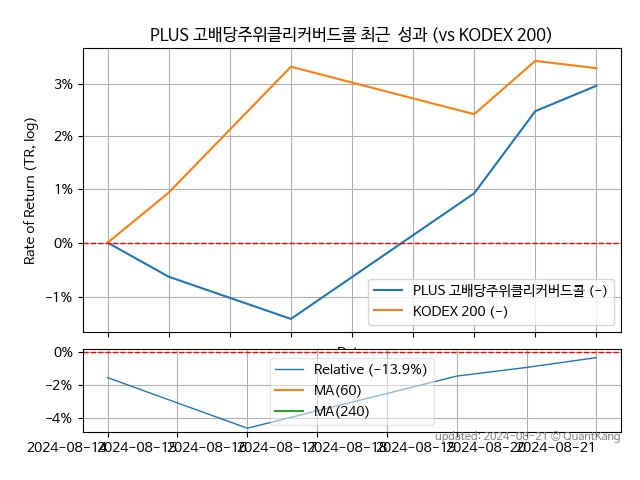 PLUS 고배당주위클리커버드콜 최근 성과 (vs KODEX 200)
Rate of Return (TR, log)
3%
2%
1%
0%
−1%
PLUS 고배당주위클리커버드콜 (-)
KODEX 200 (-)
0%
−2%
−4%
Relative (-13.9%)
MA(60)
MA(240)
updated: 2024-08-21 © QuantKang
2024-08-14 2024-08-15 2024-08-16 2024-08-17 2024-08-18 2024-08-19 2024-08-20 2024-08-21